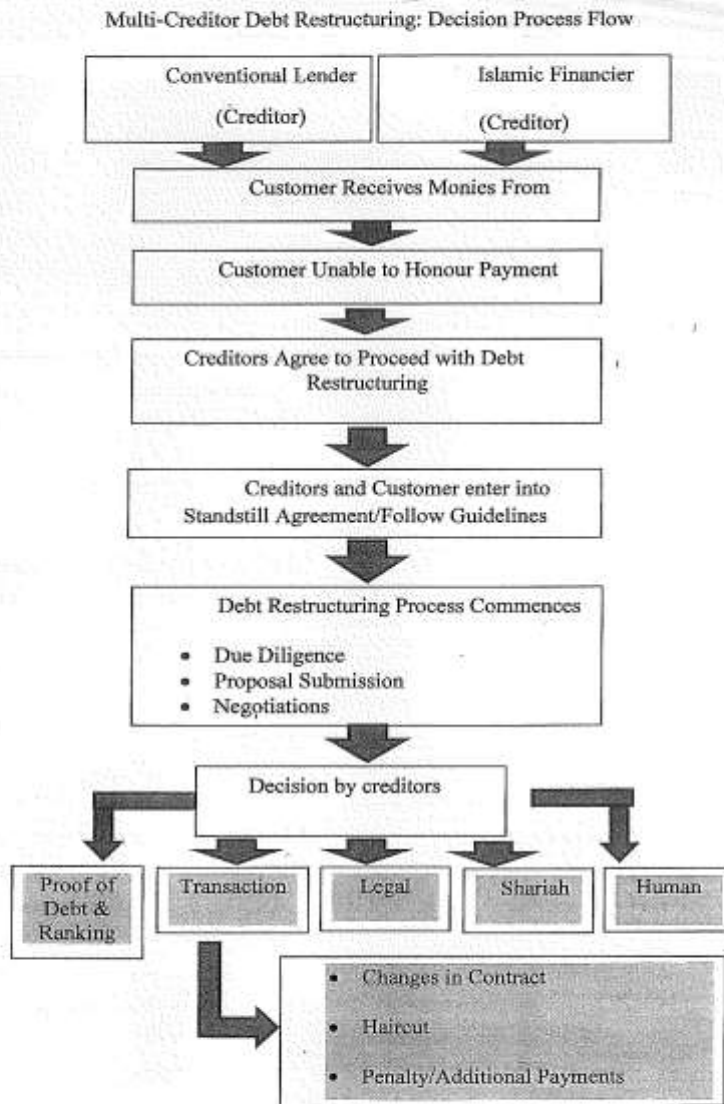 Multi-Creditor Debt Restructuring: Decision Process Flow
Conventional Lender
(Creditor)
Islamic Financier
(Creditor)
Customer Receives Monies From
Customer Unable to Honour Payment
Creditors Agree to Proceed with Debt
Restructuring
Creditors and Customer enter into
Standstill Agreement/Follow Guidelines
Debt Restructuring Process Commences
• Due Diligence
• Proposal Submission
• Negotiations
Decision by creditors
Proof of
Debt &
Ranking
Transaction
Legal
Shariah
Human
• Changes in Contract
• Haircut
• Penalty/Additional Payments